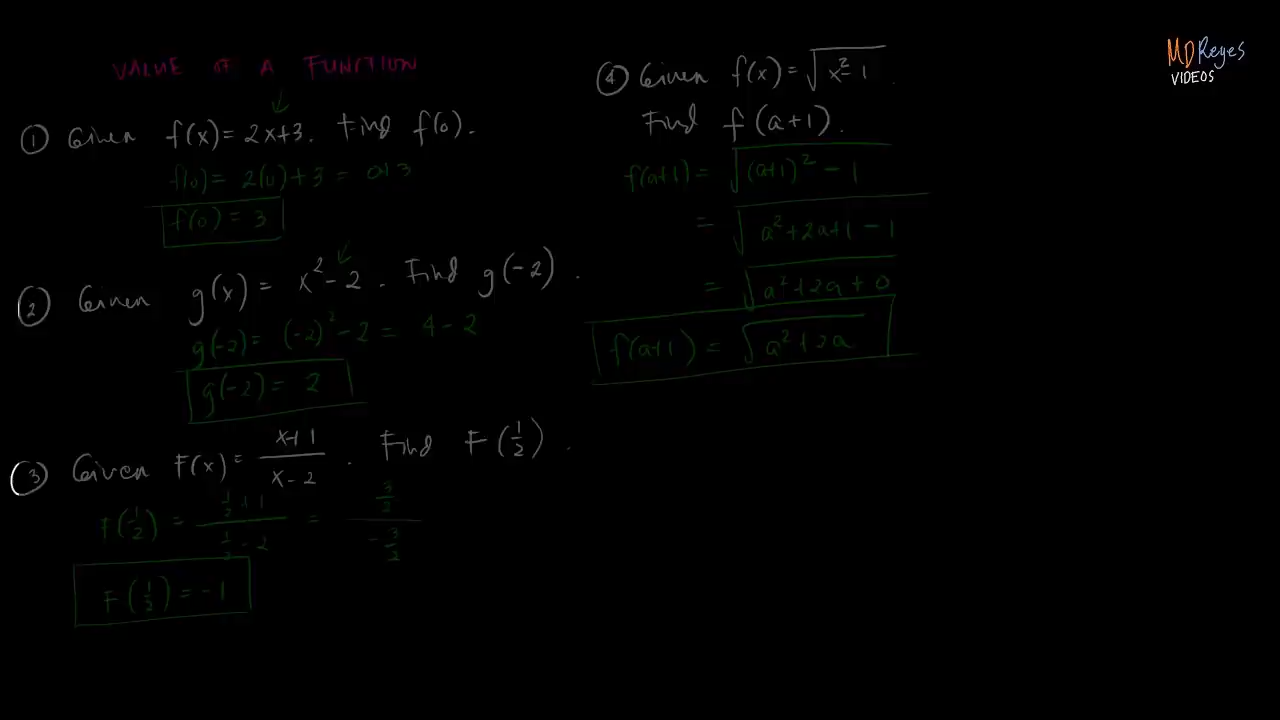 VALUE OF A FUNCTION
① Given f(x) = 2x+3. Find f(0).
f(0) = 2(0)+3 = 0+3
f(0) = 3
② Given g(x) = x² - 2. Find g(-2).
g(-2) = (-2)² - 2 = 4 - 2
g(-2) = 2
③ Given F(x) = (x+1)/(x-2). Find F(1/2).
F(1/2) = (1/2 + 1)/(1/2 - 2) = (3/2)/(-3/2)
F(1/2) = -1
④ Given f(x) = √(x² - 1).
Find f(a+1).
f(a+1) = √((a+1)² - 1)
= √(a² + 2a + 1 - 1)
= √(a² + 2a + 0)
f(a+1) = √(a² + 2a)
MD Reyes
VIDEOS